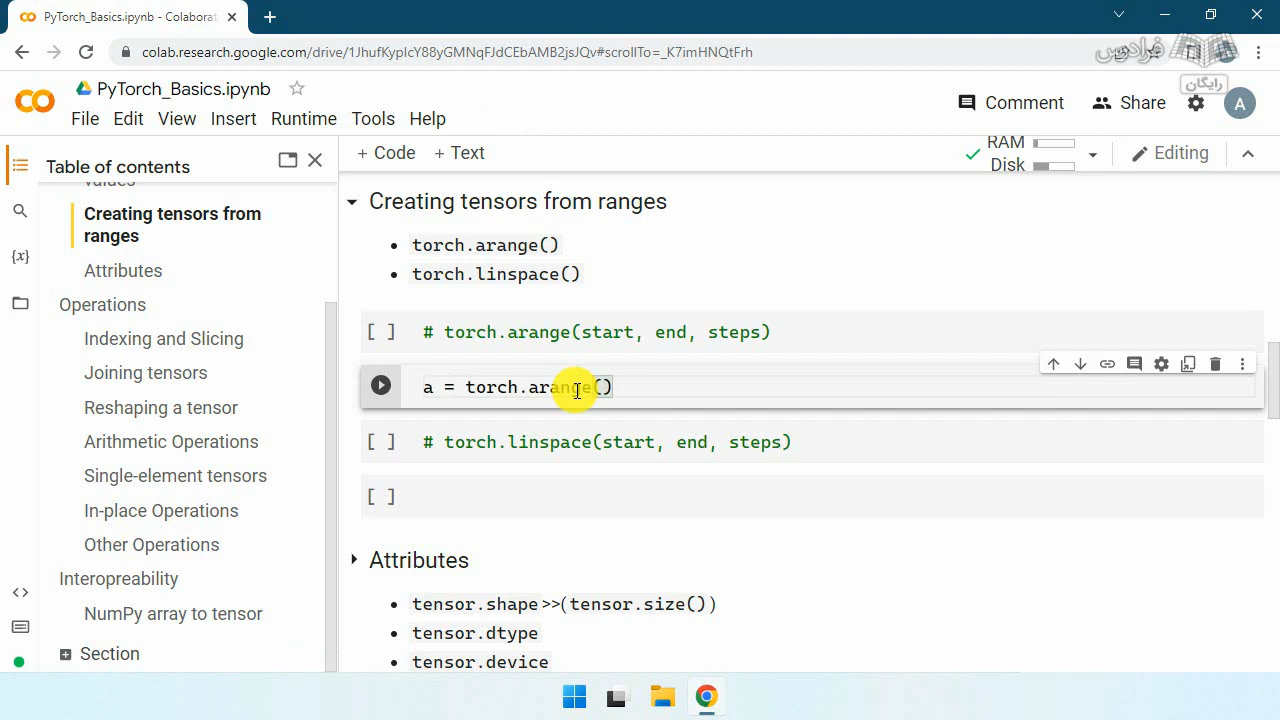 PyTorch_Basics.ipynb - Colaborat
colab.research.google.com/drive/1JhufKypIcY88yGMNqFJdCEbAMB2jsJQv#scrollTo=_K7imHNQtFrh
فرادرس
رایگان
PyTorch_Basics.ipynb
File Edit View Insert Runtime Tools Help
Comment Share A
Table of contents
+ Code + Text
RAM
Disk
Editing
values
Creating tensors from
ranges
Attributes
Operations
Indexing and Slicing
Joining tensors
Reshaping a tensor
Arithmetic Operations
Single-element tensors
In-place Operations
Other Operations
Interopreability
NumPy array to tensor
Section
Creating tensors from ranges
torch.arange()
torch.linspace()
[ ] # torch.arange(start, end, steps)
a = torch.arange()
[ ] # torch.linspace(start, end, steps)
[ ]
Attributes
tensor.shape >>(tensor.size())
tensor.dtype
tensor.device